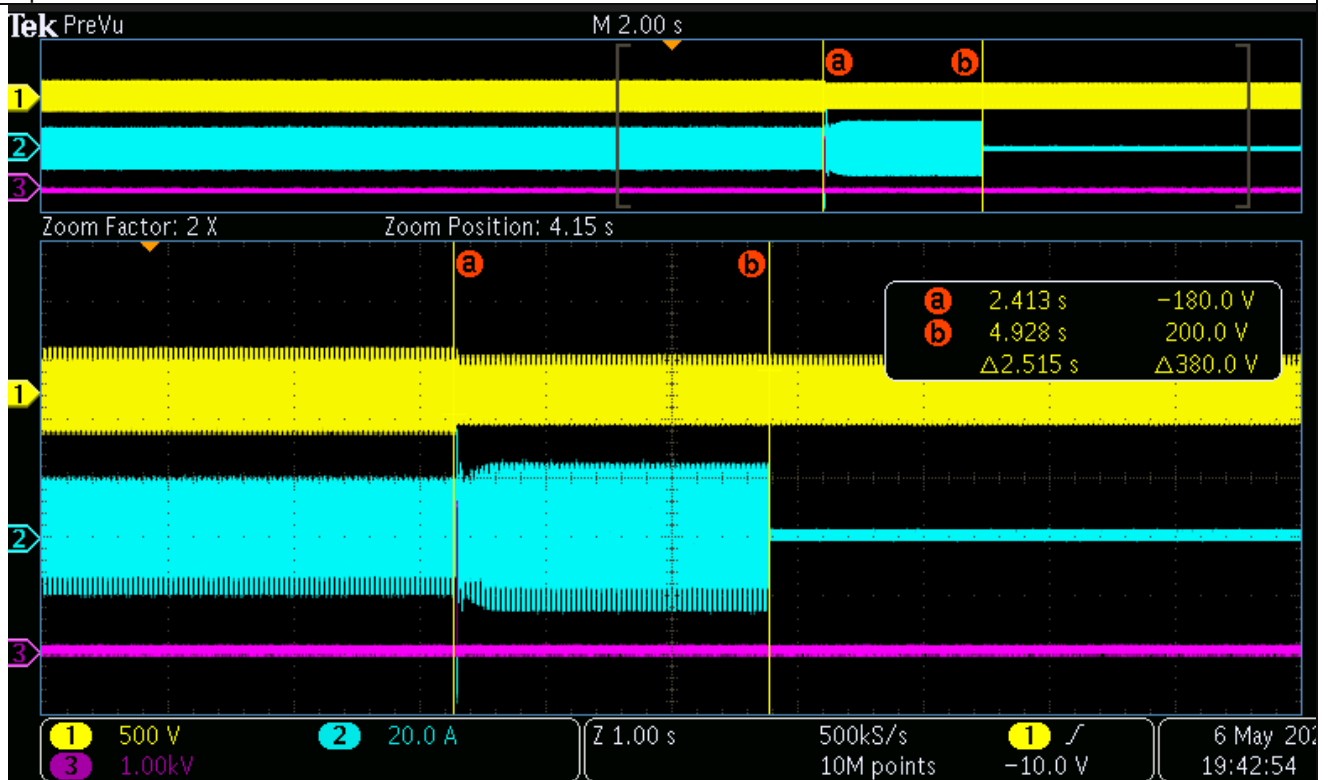 Tek PreVu M 2.00 s
a b
1
2
3
Zoom Factor: 2 X Zoom Position: 4.15 s
a b
a 2.413 s −180.0 V
b 4.928 s 200.0 V
△2.515 s △380.0 V
1
2
3
1 500 V 2 20.0 A Z 1.00 s 500kS/s 1 6 May
3 1.00kV 10M points −10.0 V 19:42:54